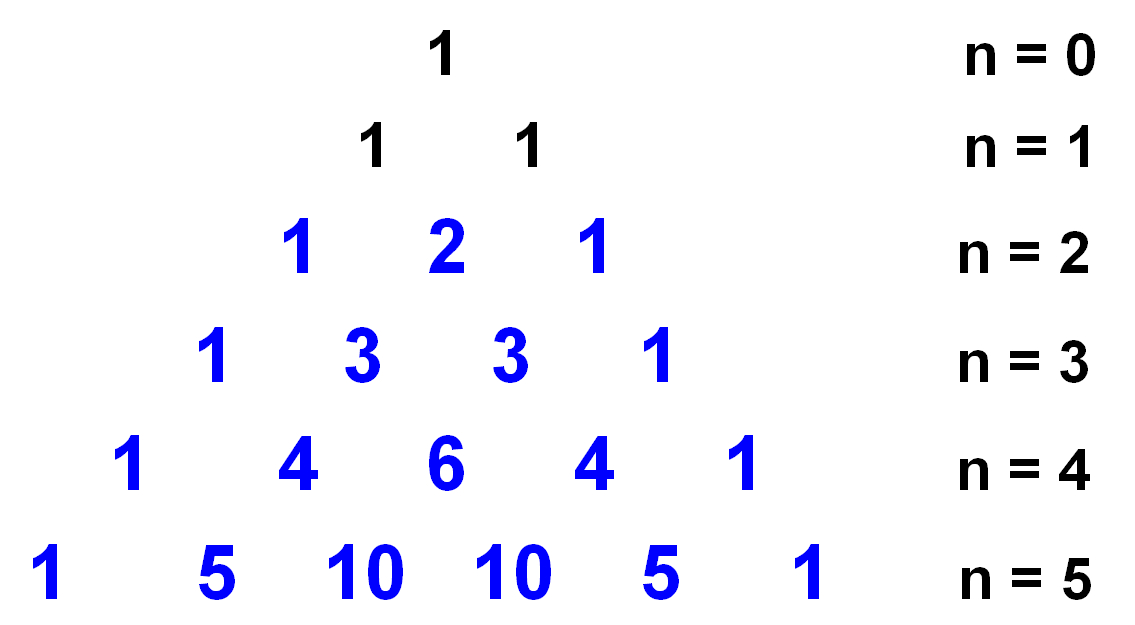 1 n = 0
1 1 n = 1
1 2 1 n = 2
1 3 3 1 n = 3
1 4 6 4 1 n = 4
1 5 10 10 5 1 n = 5